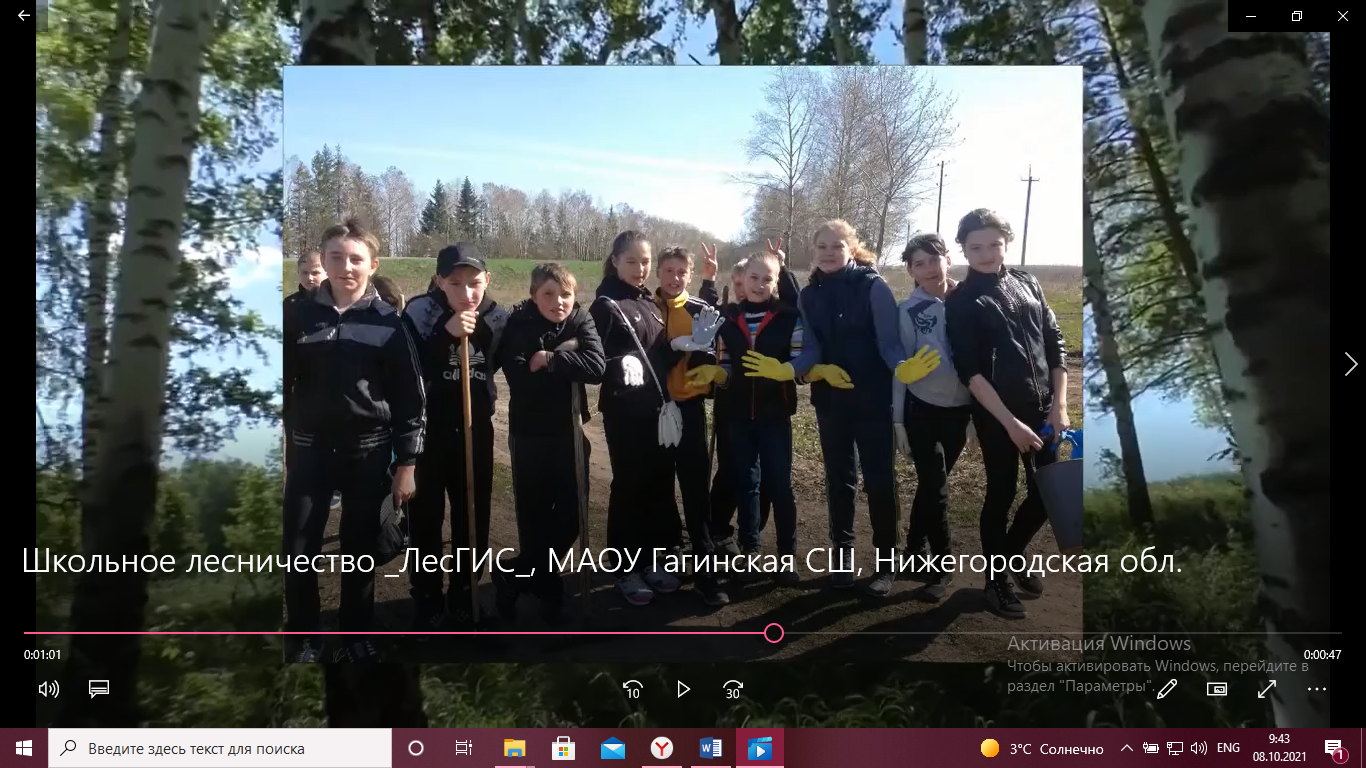 adidas
Школьное лесничество _ЛесГИС_, МАОУ Гагинская СШ, Нижегородская обл.
0:01:01
0:00:47
Активация Windows
Чтобы активировать Windows, перейдите в
раздел "Параметры".
10
30
Введите здесь текст для поиска
3°C Солнечно
ENG
9:43
08.10.2021
1